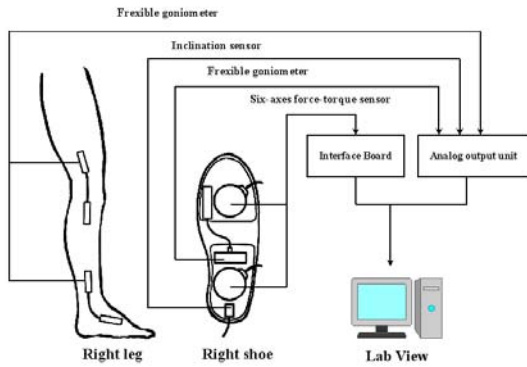 Frexible goniometer
Inclination sensor
Frexible goniometer
Six-axes force-torque sensor
Interface Board
Analog output unit
Right leg
Right shoe
Lab View